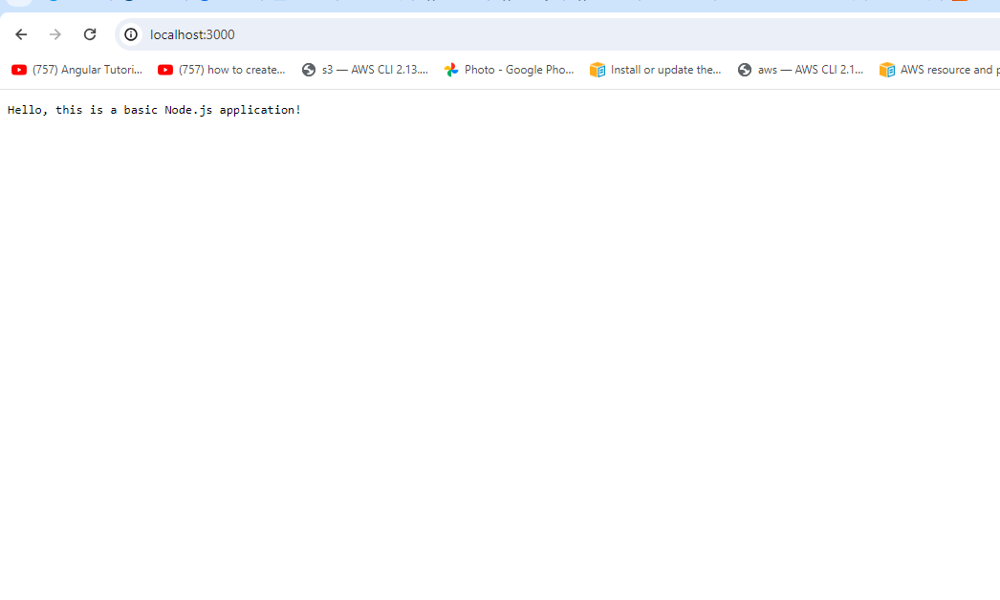 localhost:3000
(757) Angular Tutori... (757) how to create... s3 — AWS CLI 2.13.... Photo - Google Pho... Install or update the... aws — AWS CLI 2.1... AWS resource and
Hello, this is a basic Node.js application!